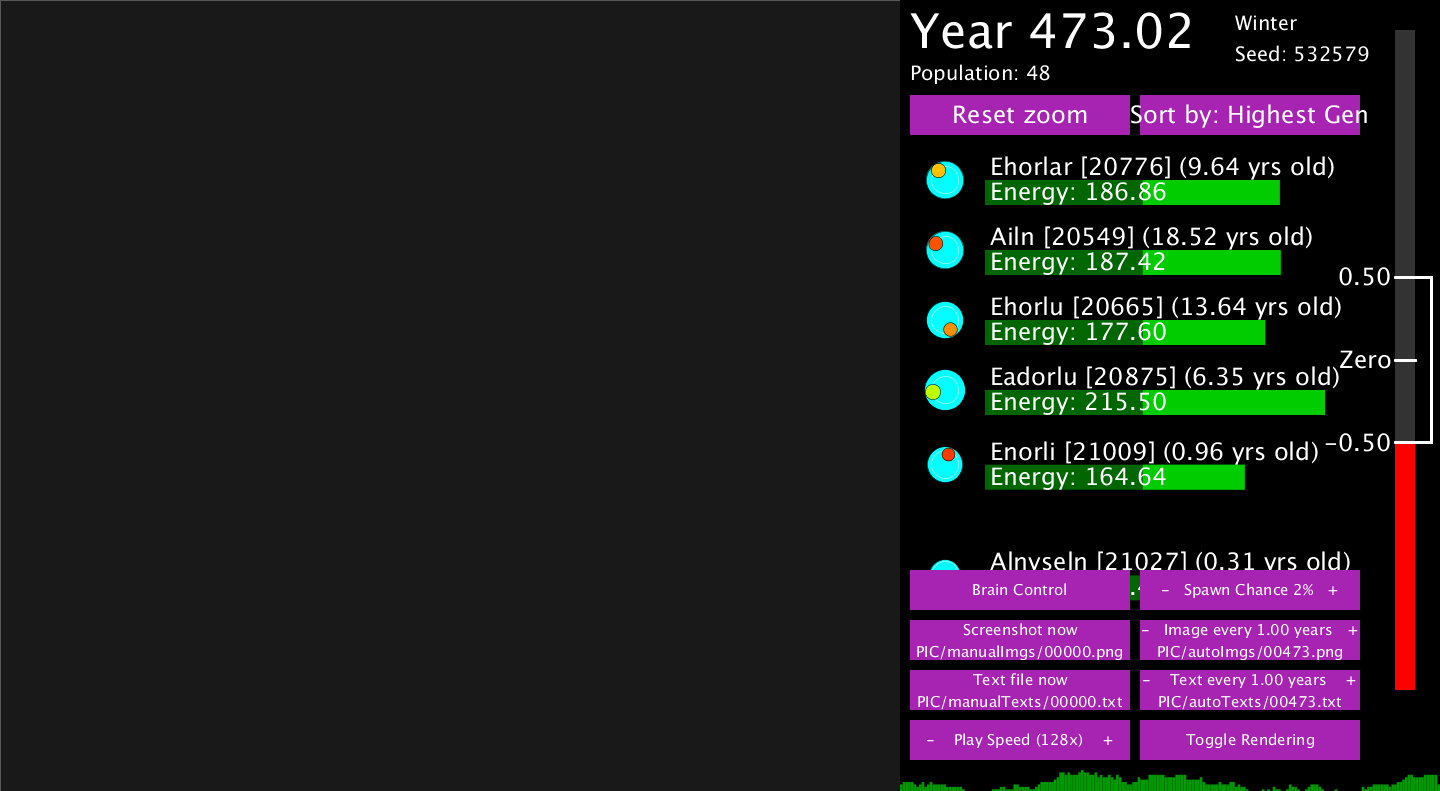 Year 473.02
Winter
Seed: 532579
Population: 48
Reset zoom
Sort by: Highest Gen
Ehorlar [20776] (9.64 yrs old)
Energy: 186.86
Ailn [20549] (18.52 yrs old)
Energy: 187.42
Ehorlu [20665] (13.64 yrs old)
Energy: 177.60
Eadorlu [20875] (6.35 yrs old)
Energy: 215.50
Enorli [21009] (0.96 yrs old)
Energy: 164.64
Alnyseln [21027] (0.31 yrs old)
0.50
Zero
-0.50
Brain Control
- Spawn Chance 2% +
Screenshot now
PIC/manualImgs/00000.png
- Image every 1.00 years +
PIC/autoImgs/00473.png
Text file now
PIC/manualTexts/00000.txt
- Text every 1.00 years +
PIC/autoTexts/00473.txt
- Play Speed (128x) +
Toggle Rendering